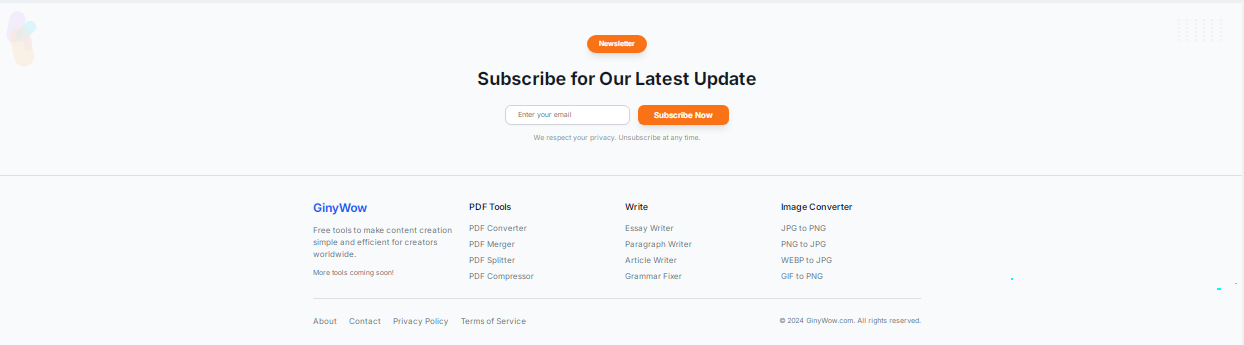 Newsletter
Subscribe for Our Latest Update
Enter your email
Subscribe Now
We respect your privacy. Unsubscribe at any time.
GinyWow
Free tools to make content creation
simple and efficient for creators
worldwide.
More tools coming soon!
PDF Tools
PDF Converter
PDF Merger
PDF Splitter
PDF Compressor
Write
Essay Writer
Paragraph Writer
Article Writer
Grammar Fixer
Image Converter
JPG to PNG
PNG to JPG
WEBP to JPG
GIF to PNG
About Contact Privacy Policy Terms of Service
© 2024 GinyWow.com. All rights reserved.